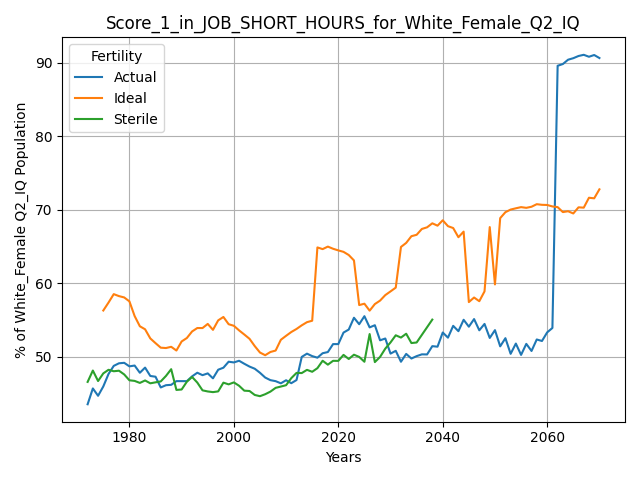 Score_1_in_JOB_SHORT_HOURS_for_White_Female_Q2_IQ
Fertility
Actual
Ideal
Sterile
% of White_Female Q2_IQ Population
90
80
70
60
50
1980
2000
2020
2040
2060
Years